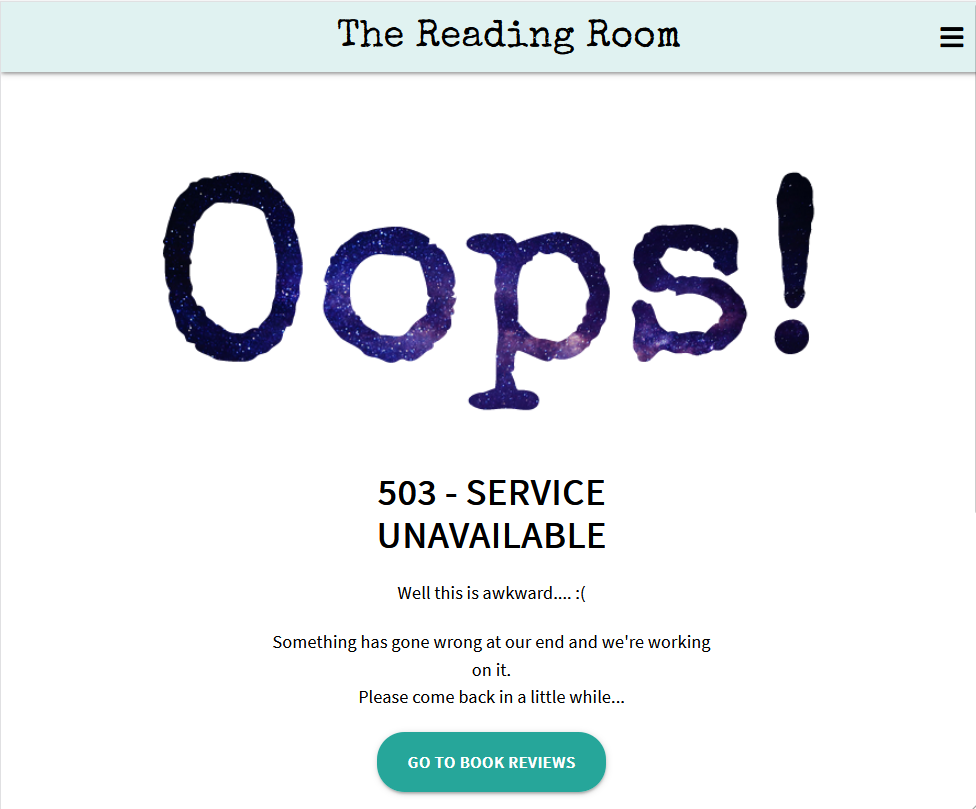 The Reading Room
Oops!
503 - SERVICE
UNAVAILABLE
Well this is awkward.... :(
Something has gone wrong at our end and we're working
on it.
Please come back in a little while...
GO TO BOOK REVIEWS